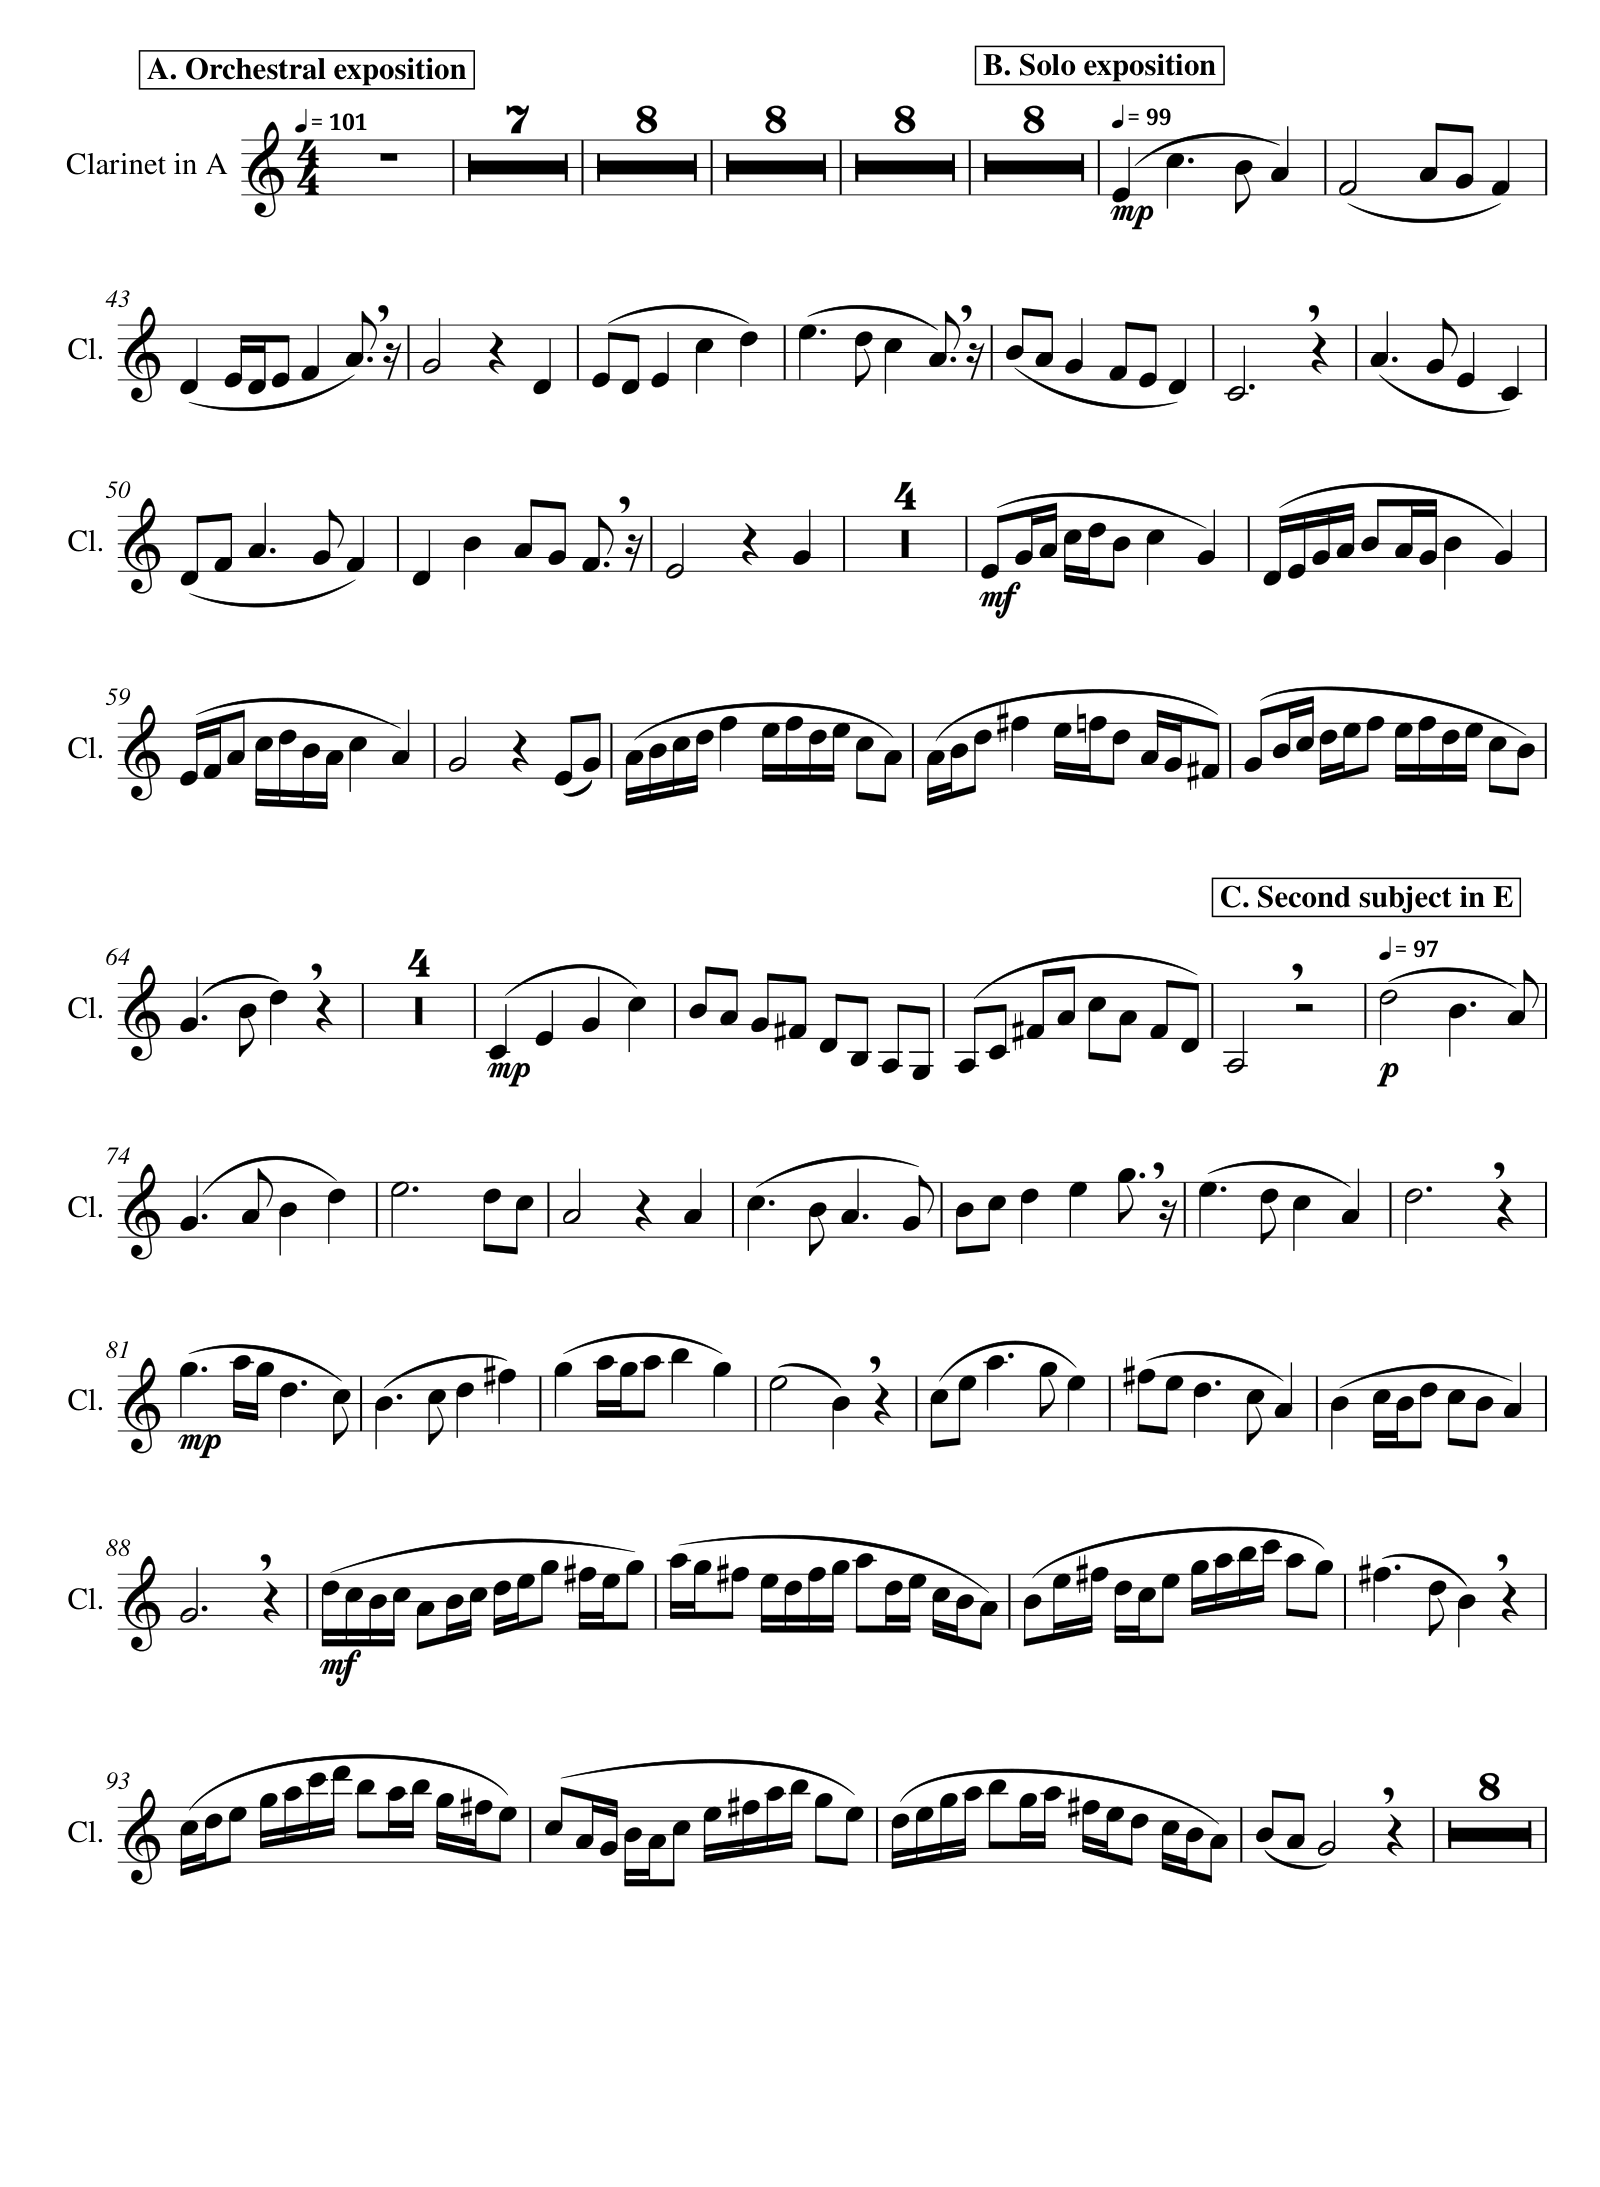 A. Orchestral exposition
B. Solo exposition
♩= 101
7
8
8
8
8
♩= 99
Clarinet in A
4
4
mp
43
Cl.
50
4
Cl.
mf
59
Cl.
C. Second subject in E
64
4
♩= 97
Cl.
mp
p
74
Cl.
81
Cl.
mp
88
Cl.
mf
93
8
Cl.